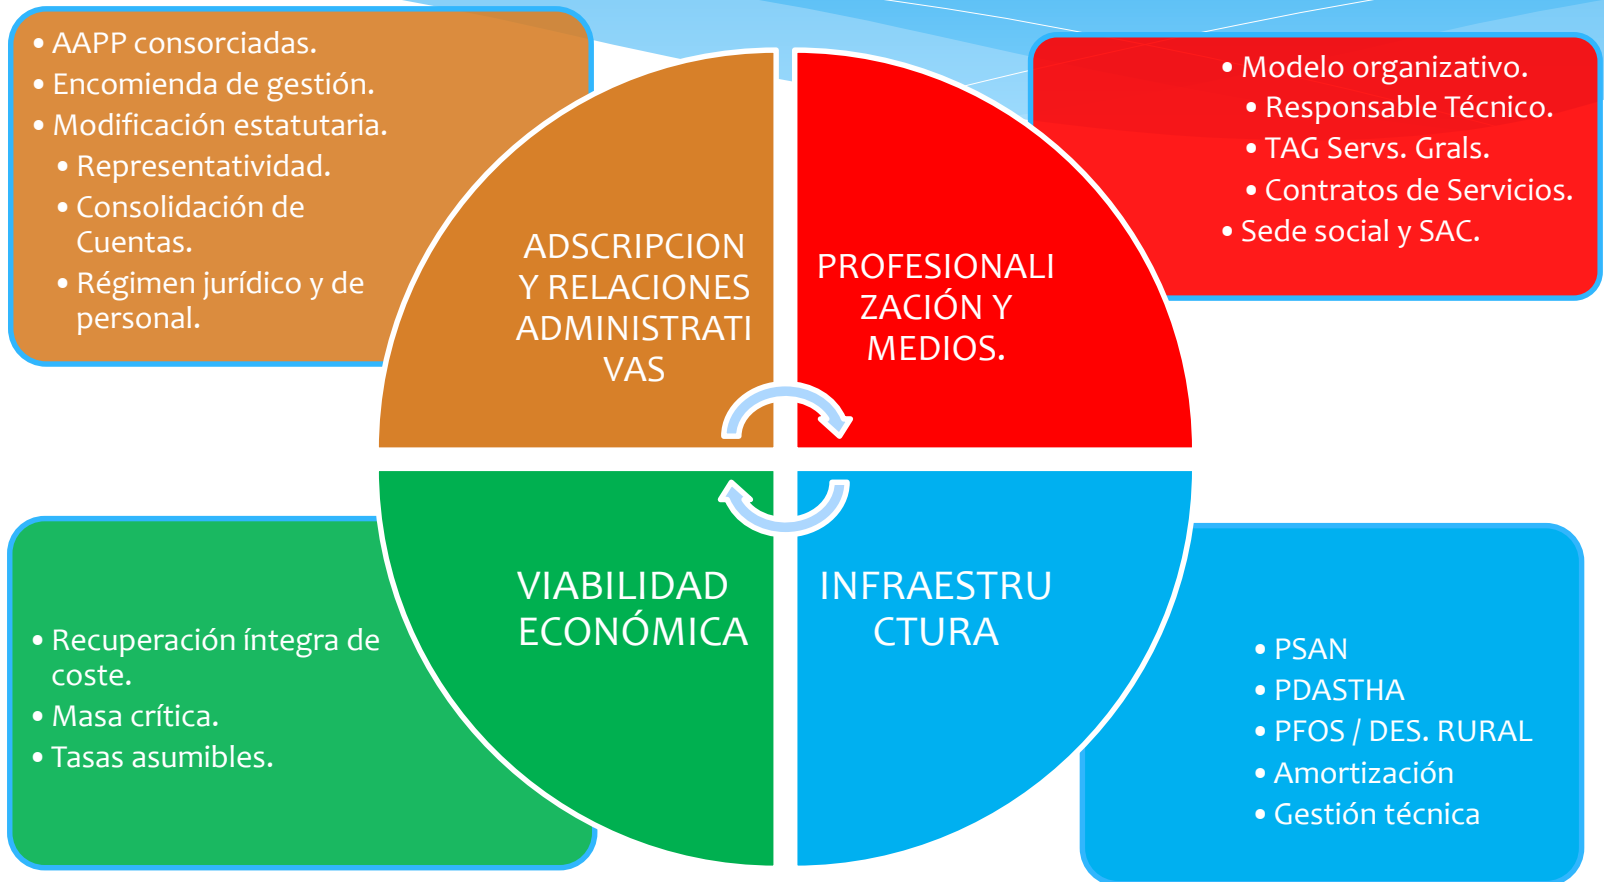 • AAPP consorciadas.
• Encomienda de gestión.
• Modificación estatutaria.
• Representatividad.
• Consolidación de
Cuentas.
• Régimen jurídico y de
personal.
ADSCRIPCION
Y RELACIONES
ADMINISTRATI
VAS
PROFESIONALI
ZACIÓN Y
MEDIOS.
• Modelo organizativo.
• Responsable Técnico.
• TAG Servs. Grals.
• Contratos de Servicios.
• Sede social y SAC.
• Recuperación íntegra de
coste.
• Masa crítica.
• Tasas asumibles.
VIABILIDAD
ECONÓMICA
INFRAESTRU
CTURA
• PSAN
• PDASTHA
• PFOS / DES. RURAL
• Amortización
• Gestión técnica